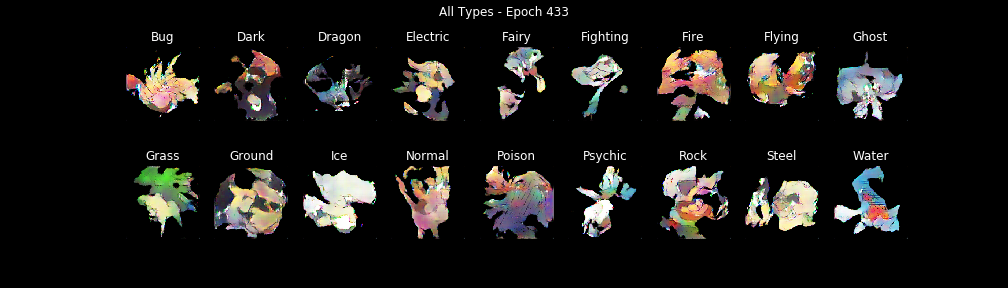 All Types - Epoch 433
Bug Dark Dragon Electric Fairy Fighting Fire Flying Ghost
Grass Ground Ice Normal Poison Psychic Rock Steel Water